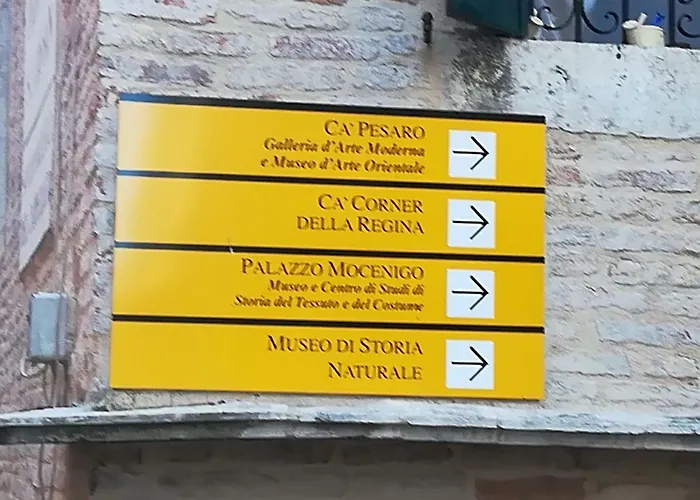 CA' PESARO
Galleria d'Arte Moderna
e Museo d'Arte Orientale
CA' CORNER
DELLA REGINA
PALAZZO MOCENIGO
Museo e Centro di Studi di
Storia del Tessuto e del Costume
MUSEO DI STORIA
NATURALE